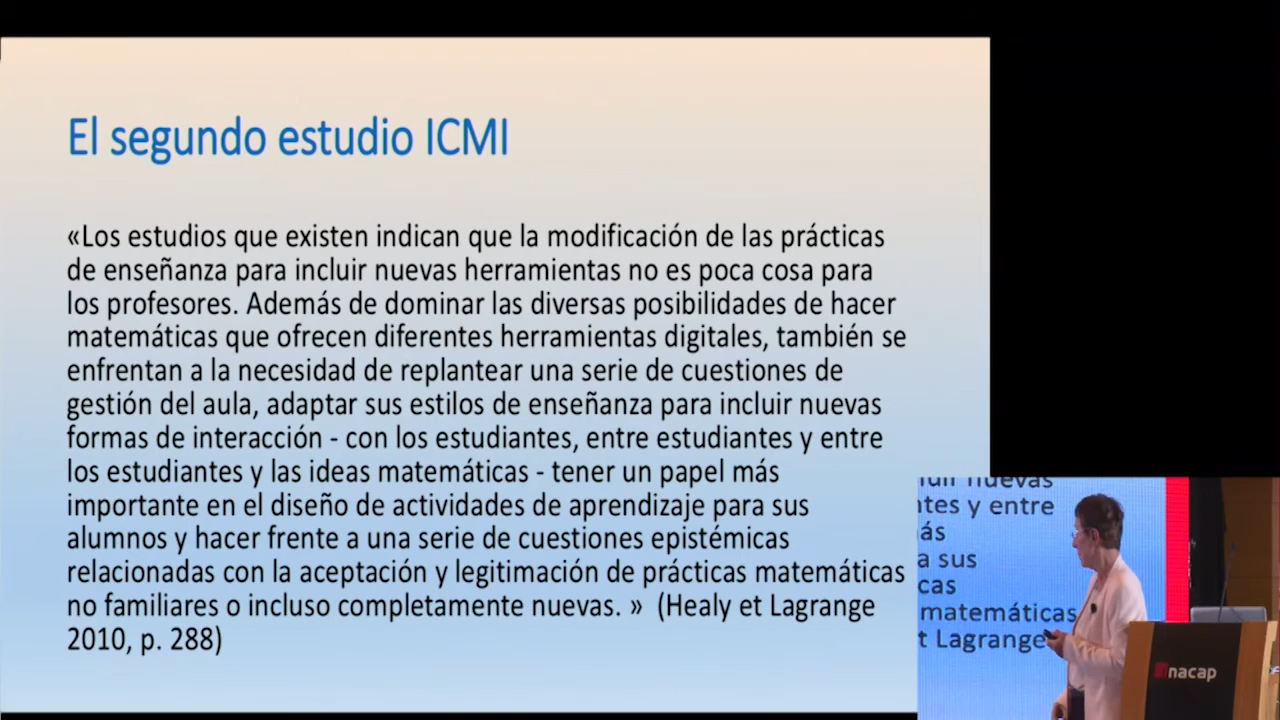 El segundo estudio ICMI
«Los estudios que existen indican que la modificación de las prácticas
de enseñanza para incluir nuevas herramientas no es poca cosa para
los profesores. Además de dominar las diversas posibilidades de hacer
matemáticas que ofrecen diferentes herramientas digitales, también se
enfrentan a la necesidad de replantear una serie de cuestiones de
gestión del aula, adaptar sus estilos de enseñanza para incluir nuevas
formas de interacción - con los estudiantes, entre estudiantes y entre
los estudiantes y las ideas matemáticas - tener un papel más
importante en el diseño de actividades de aprendizaje para sus
alumnos y hacer frente a una serie de cuestiones epistémicas
relacionadas con la aceptación y legitimación de prácticas matemáticas
no familiares o incluso completamente nuevas. » (Healy et Lagrange
2010, p. 288)
nuevas
ntes y entre
ás
a sus
cas
matemáticas
t Lagrange
inacap